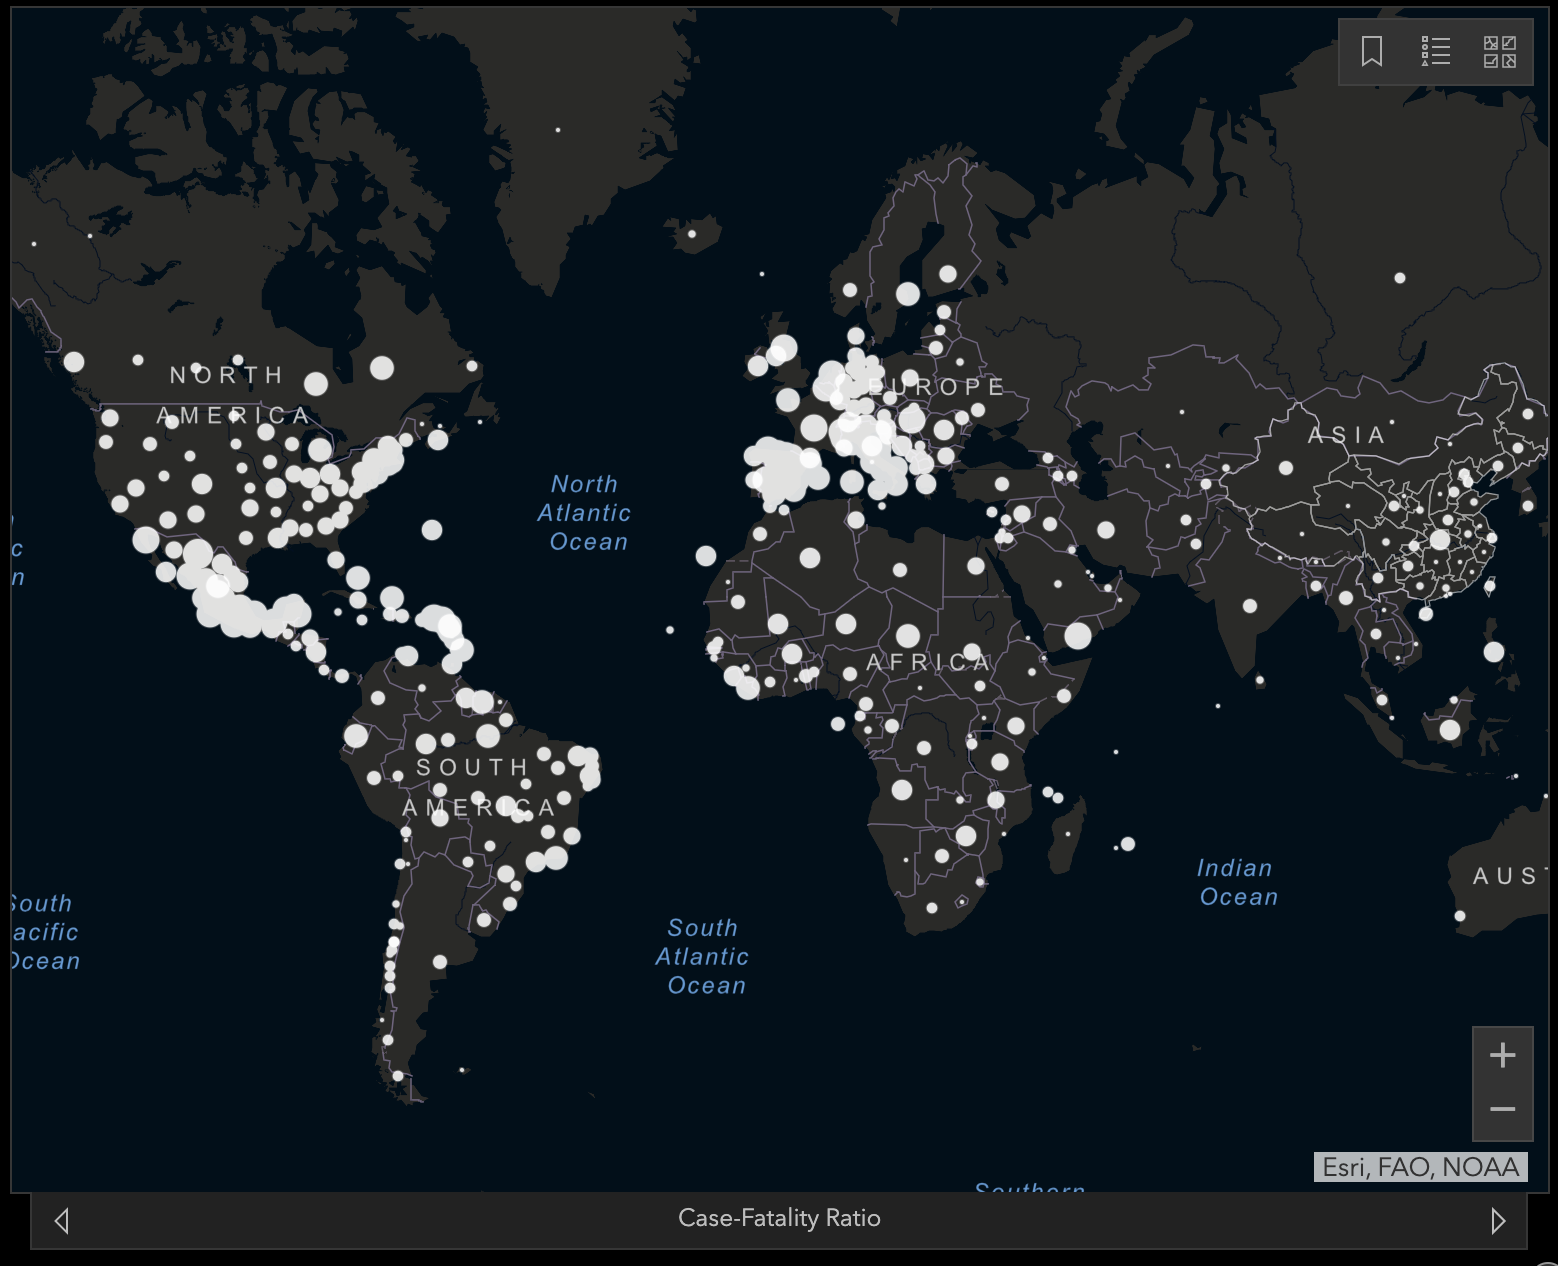 NORTH
AMERICA
EUROPE
ASIA
North
Atlantic
Ocean
c
n
AFRICA
SOUTH
AMERICA
Indian
Ocean
AUST
South
acific
Ocean
South
Atlantic
Ocean
Esri, FAO, NOAA
Southern
Case-Fatality Ratio